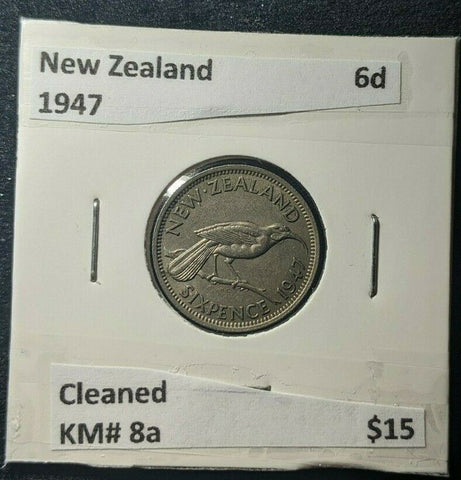 New Zealand 6d
1947
NEW·ZEALAND
SIXPENCE 1947
Cleaned
KM# 8a $15